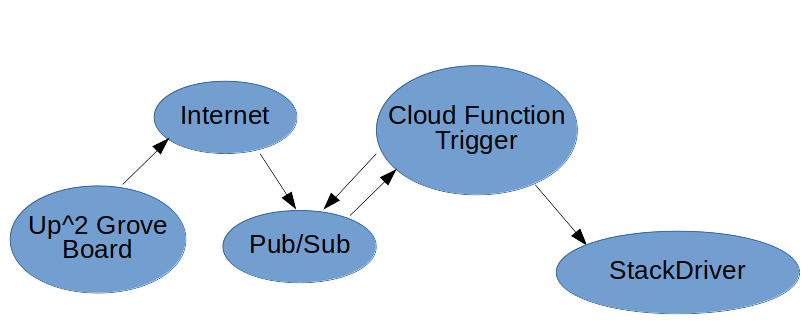 Internet
Cloud Function
Trigger
Up^2 Grove
Board
Pub/Sub
StackDriver